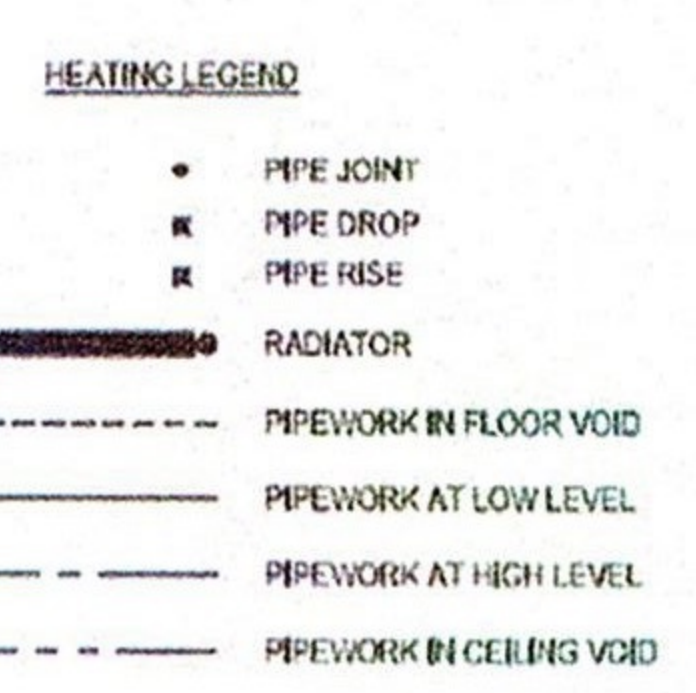 HEATING LEGEND
PIPE JOINT
PIPE DROP
PIPE RISE
RADIATOR
PIPEWORK IN FLOOR VOID
PIPEWORK AT LOW LEVEL
PIPEWORK AT HIGH LEVEL
PIPEWORK IN CEILING VOID